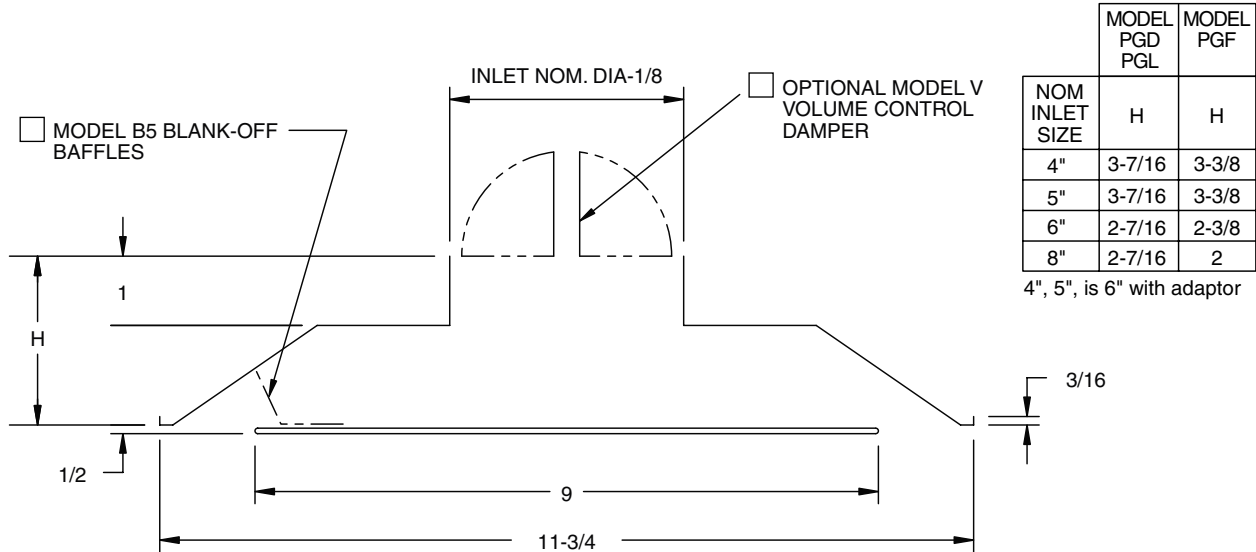 INLET NOM. DIA-1/8
OPTIONAL MODEL V
VOLUME CONTROL
DAMPER
MODEL B5 BLANK-OFF
BAFFLES
1
H
1/2
3/16
9
11-3/4
MODEL PGD PGL MODEL PGF
NOM INLET SIZE H H
4" 3-7/16 3-3/8
5" 3-7/16 3-3/8
6" 2-7/16 2-3/8
8" 2-7/16 2
4", 5", is 6" with adaptor